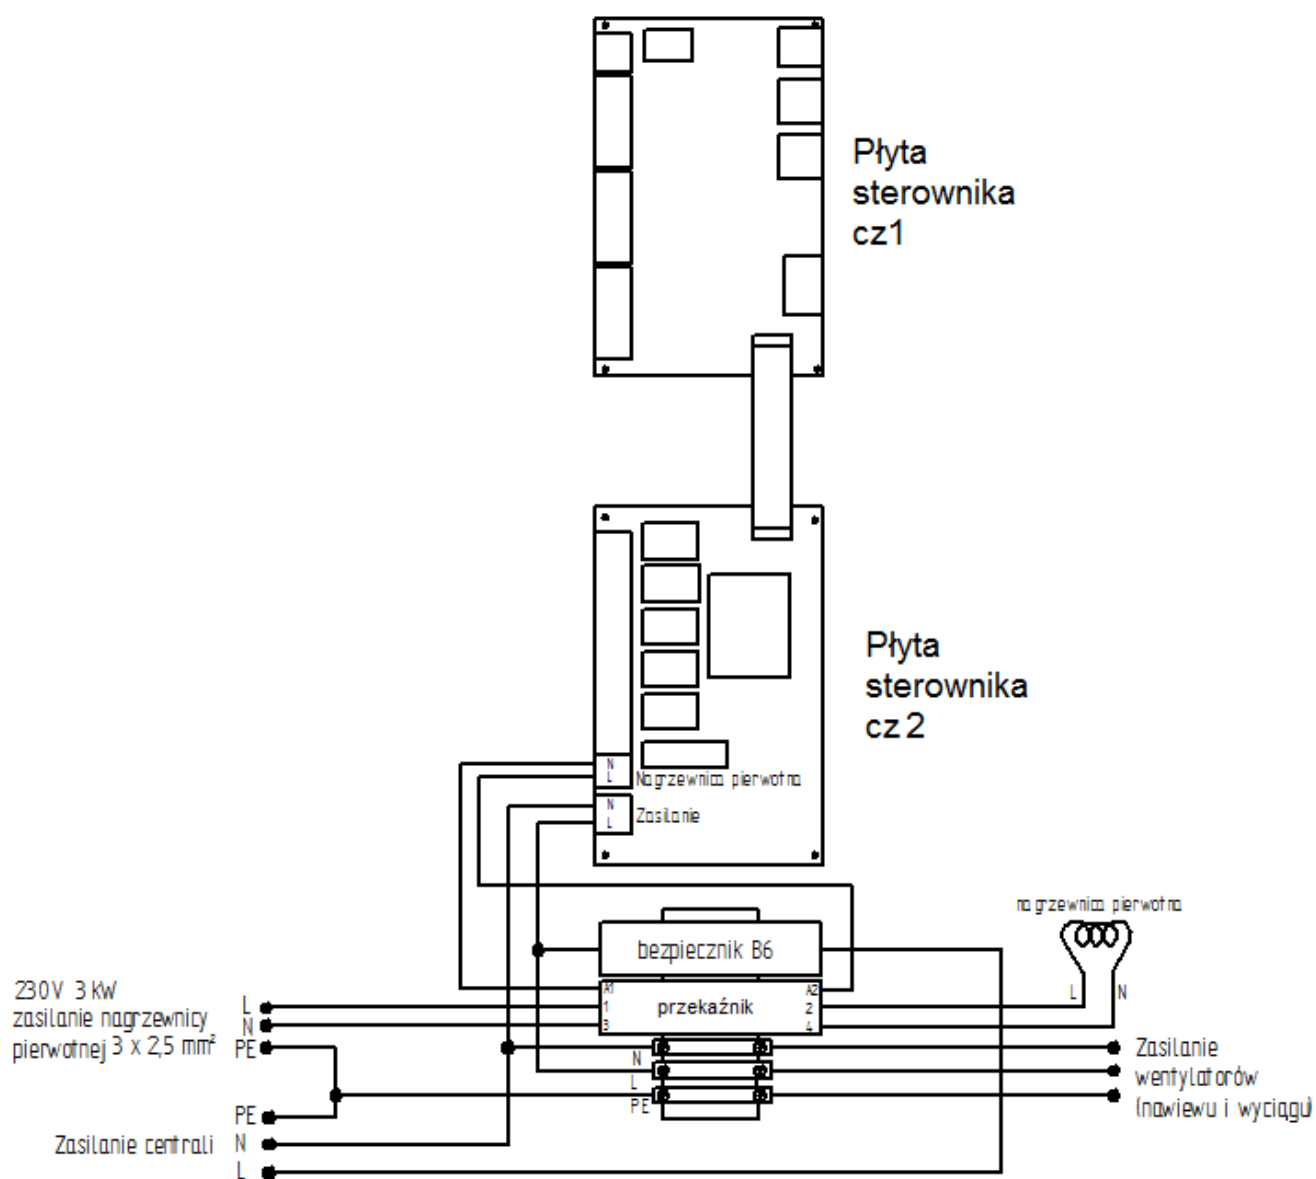 Płyta
sterownika
cz1
Płyta
sterownika
cz 2
N
L
Nagrzewnica pierwotna
N
L
Zasilanie
nagrzewnica pierwotna
L
N
bezpiecznik B6
A1
A2
1
przekaźnik
2
3
4
230V 3 kW
zasilanie nagrzewnicy
pierwotnej 3 x 2,5 mm²
L
N
PE
N
L
PE
Zasilanie
wentylatorów
(nawiewu i wyciągu)
PE
Zasilanie centrali N
L